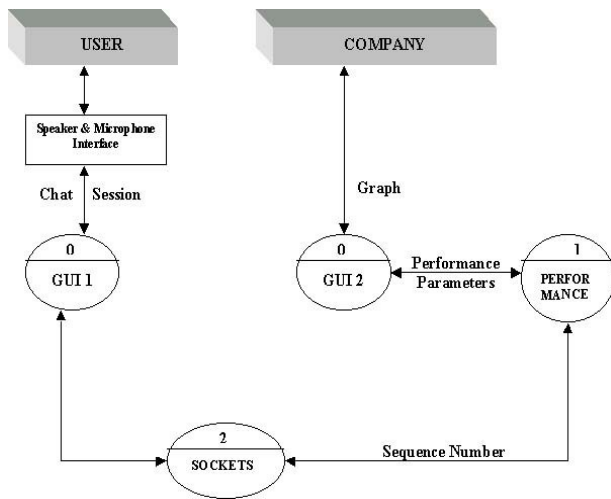 USER
COMPANY
Speaker & Microphone
Interface
Chat Session
Graph
0
GUI 1
0
GUI 2
Performance
Parameters
1
PERFOR
MANCE
2
SOCKETS
Sequence Number